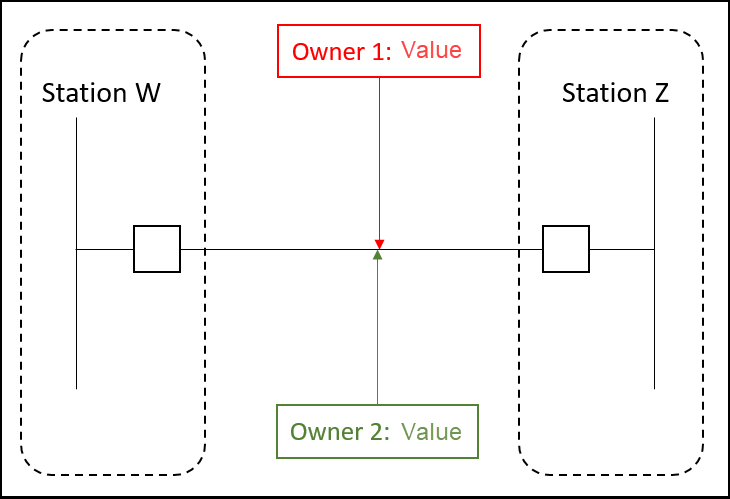 Owner 1: Value
Station W
Station Z
Owner 2: Value